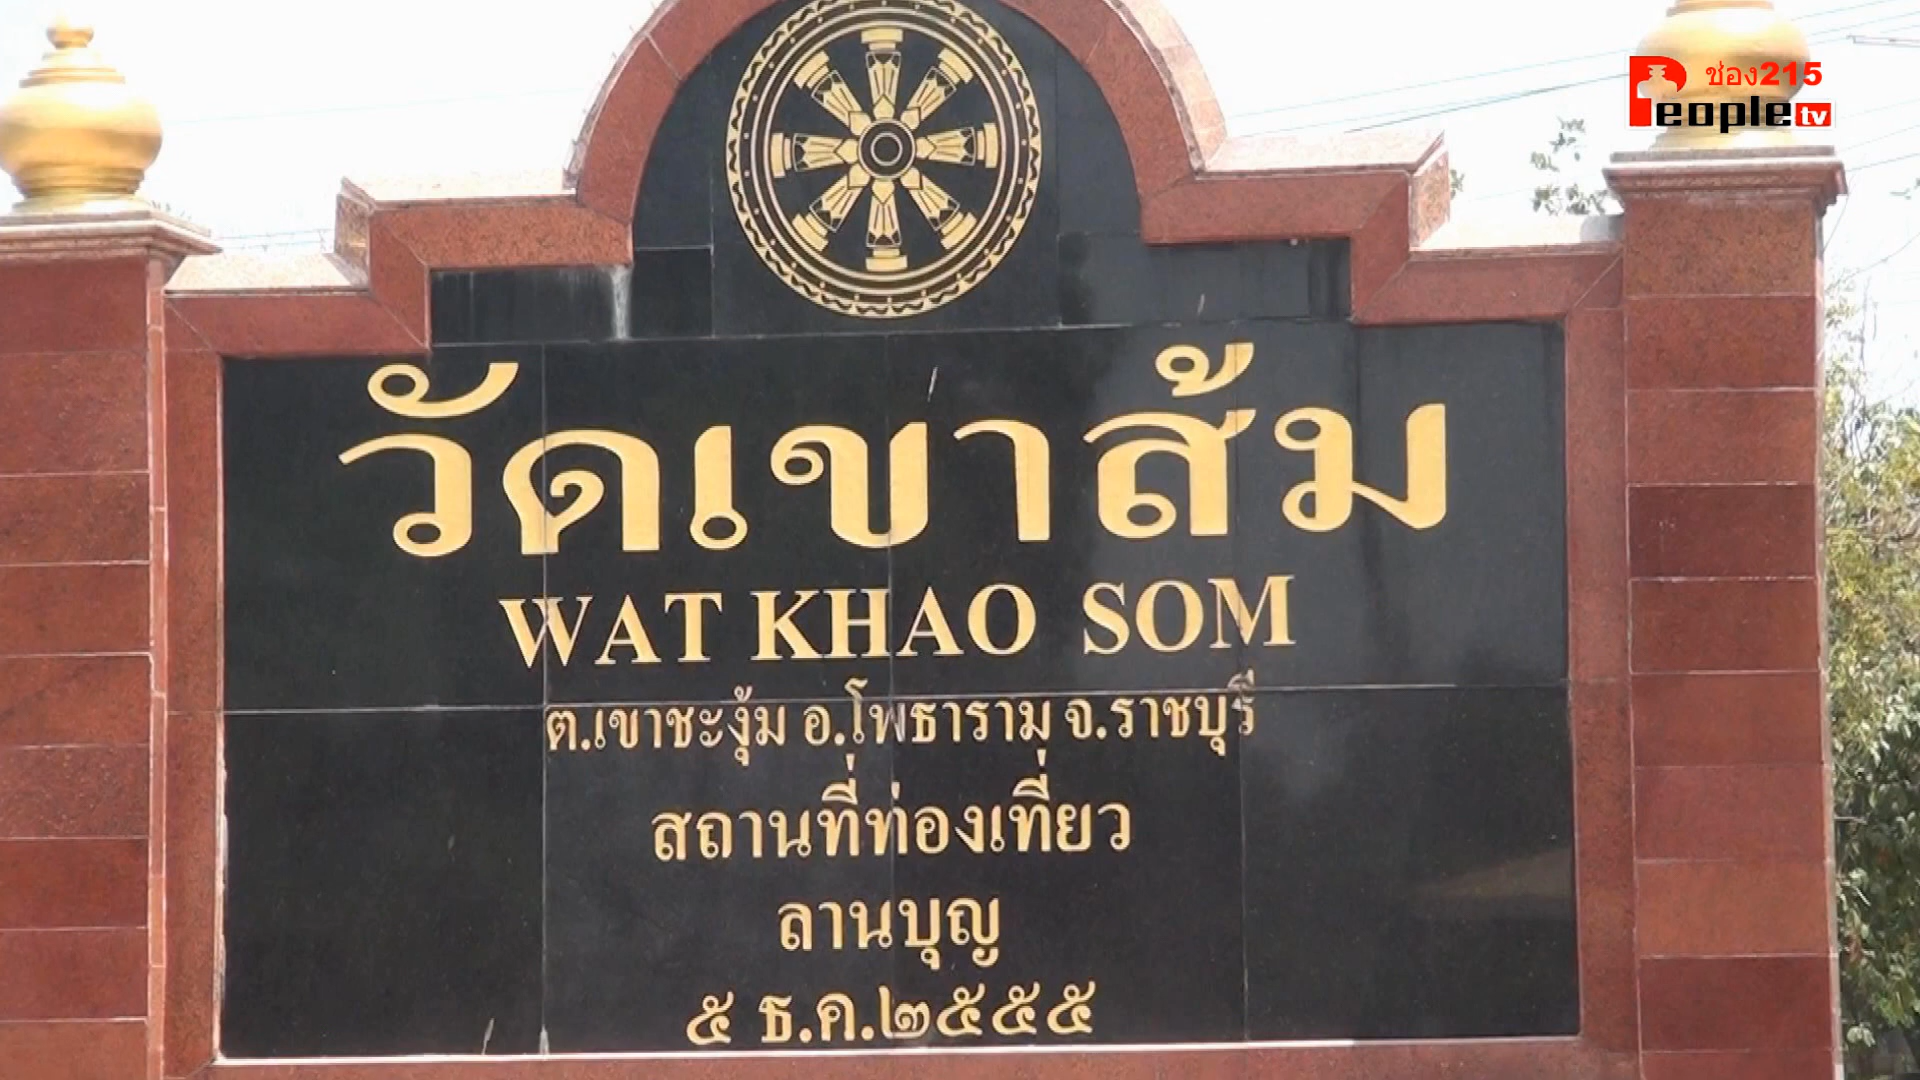 ช่อง215
People tv
วัดเขาส้ม
WAT KHAO SOM
ต.เขาชะงุ้ม อ.โพธาราม จ.ราชบุรี
สถานที่ท่องเที่ยว
ลานบุญ
๕ ธ.ค.๒๕๕๕